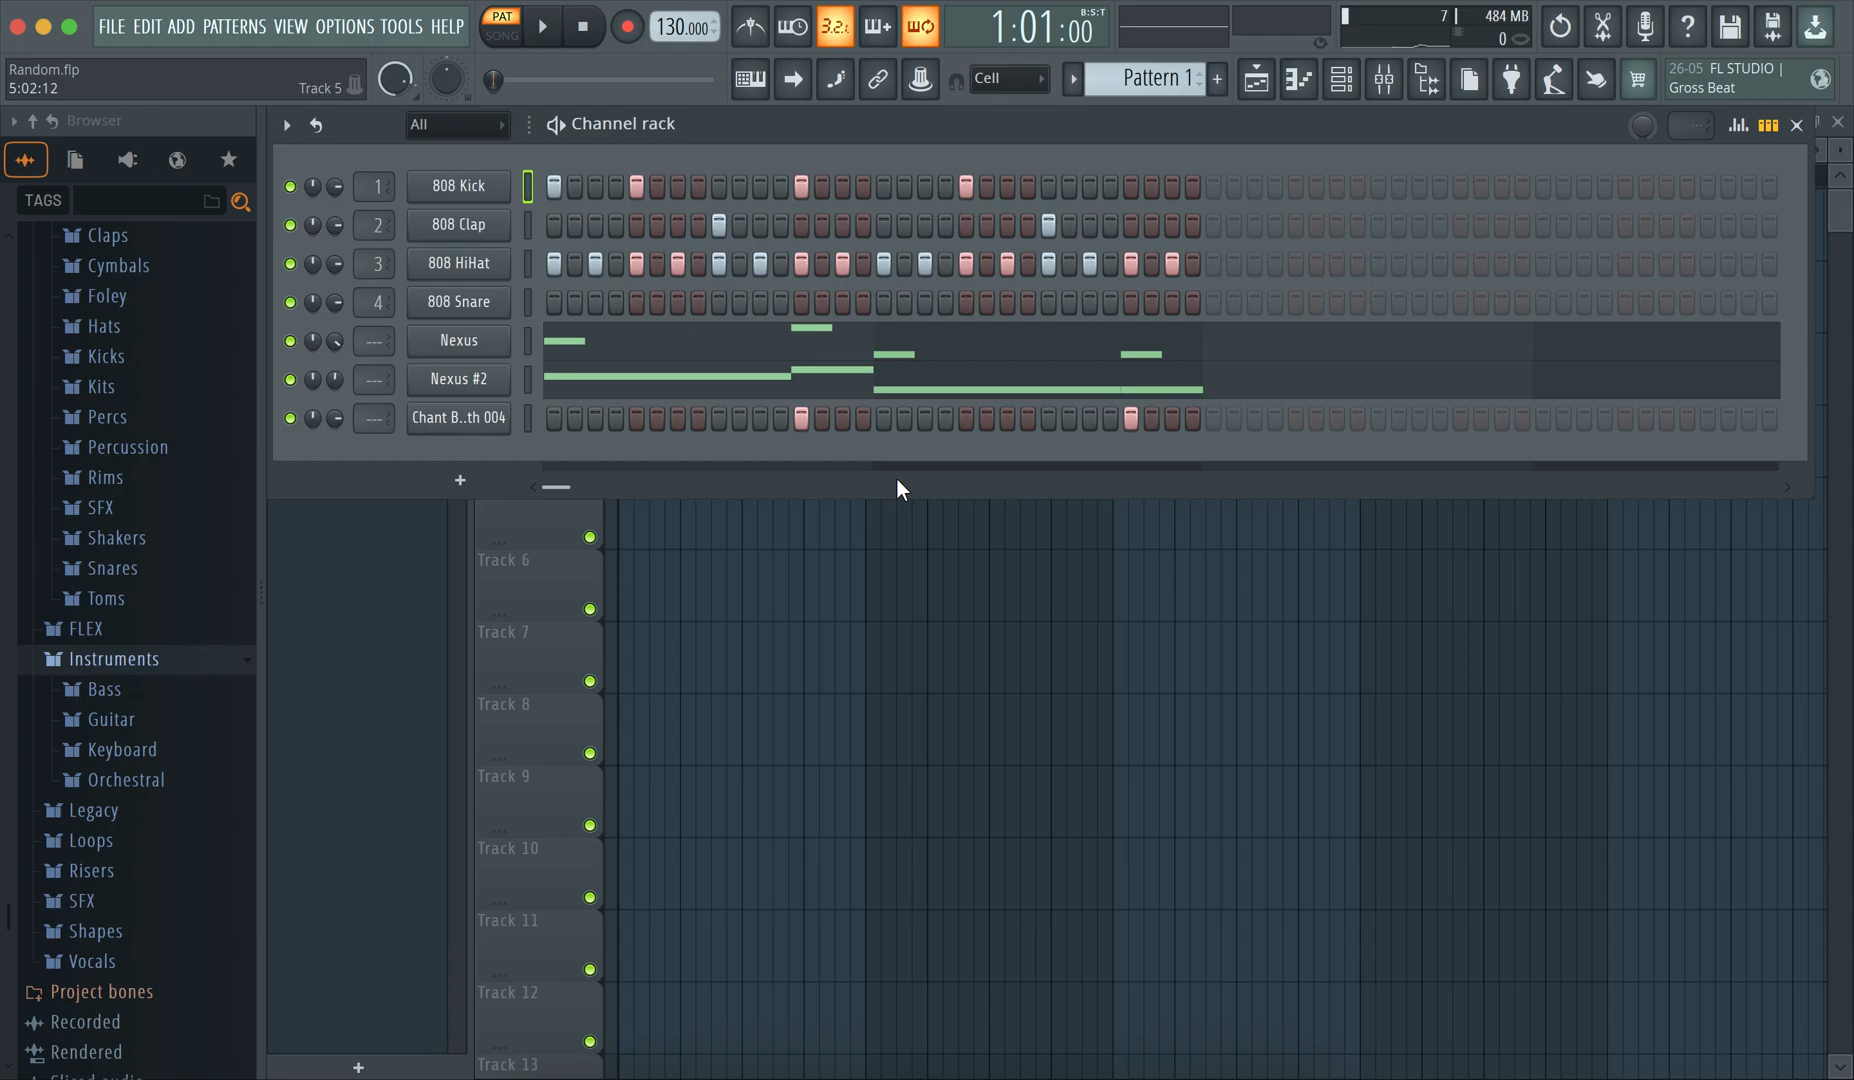 FILE EDIT ADD PATTERNS VIEW OPTIONS TOOLS HELP
PAT
SONG
130.000
3.2.
1:01:00
B:S:T
7
484 MB
0
Random.flp
5:02:12
Track 5
Cell
Pattern 1
+
26-05 FL STUDIO |
Gross Beat
Browser
All
Channel rack
TAGS
Claps
Cymbals
Foley
Hats
Kicks
Kits
Percs
Percussion
Rims
SFX
Shakers
Snares
Toms
FLEX
Instruments
Bass
Guitar
Keyboard
Orchestral
Legacy
Loops
Risers
SFX
Shapes
Vocals
Project bones
Recorded
Rendered
Sliced audio
1 808 Kick
2 808 Clap
3 808 HiHat
4 808 Snare
--- Nexus
--- Nexus #2
--- Chant B..th 004
+
Track 6
Track 7
Track 8
Track 9
Track 10
Track 11
Track 12
Track 13
+